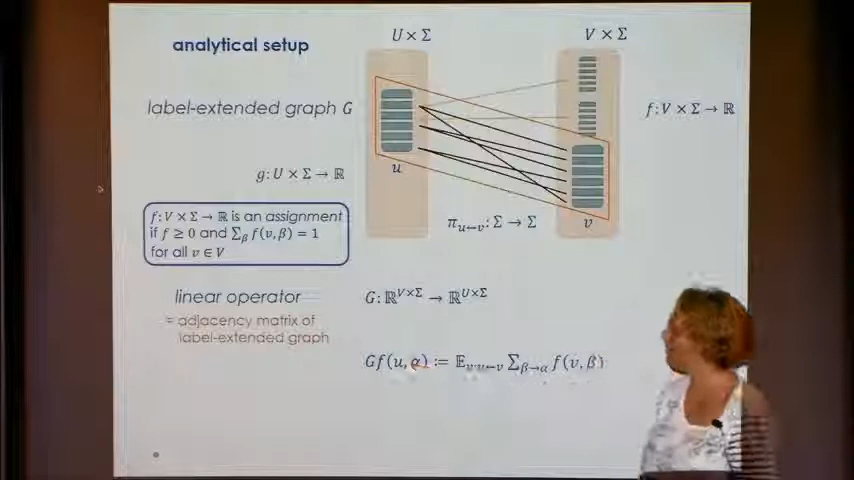 analytical setup
U × Σ
V × Σ
label-extended graph G
f: V × Σ → ℝ
g: U × Σ → ℝ
u
f: V × Σ → ℝ is an assignment
if f ≥ 0 and ∑_β f(v, β) = 1
for all v ∈ V
π_{u←v}: Σ → Σ
v
linear operator
G: ℝ^{V×Σ} → ℝ^{U×Σ}
= adjacency matrix of
label-extended graph
Gf(u, α) := 𝔼_{v:u←v} ∑_{β→α} f(v, β)